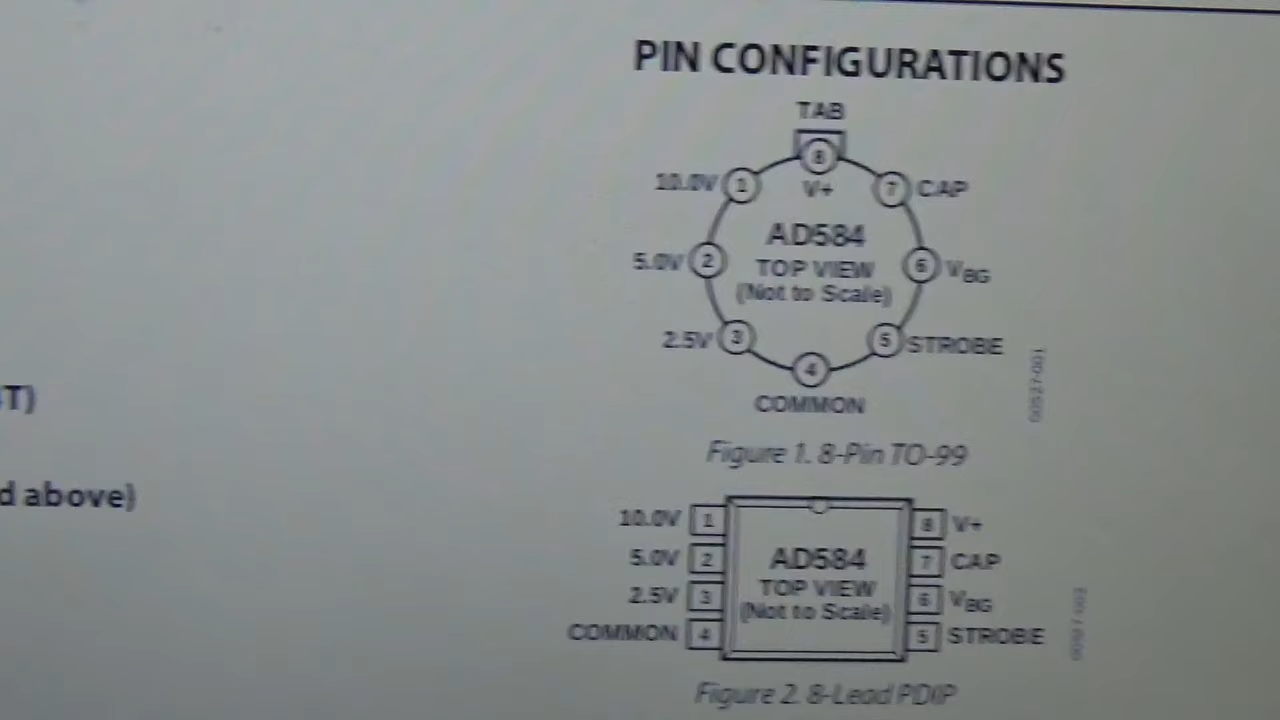 PIN CONFIGURATIONS
TAB
8
10.0V 1 V+ 7 CAP
AD584
5.0V 2 TOP VIEW 6 VBG
(Not to Scale)
2.5V 3 5 STROBE
4
COMMON
00527-001
Figure 1. 8-Pin TO-99
T)
d above)
10.0V 1 8 V+
5.0V 2 AD584 7 CAP
TOP VIEW
2.5V 3 6 VBG
(Not to Scale)
COMMON 4 5 STROBE
Figure 2. 8-Lead PDIP